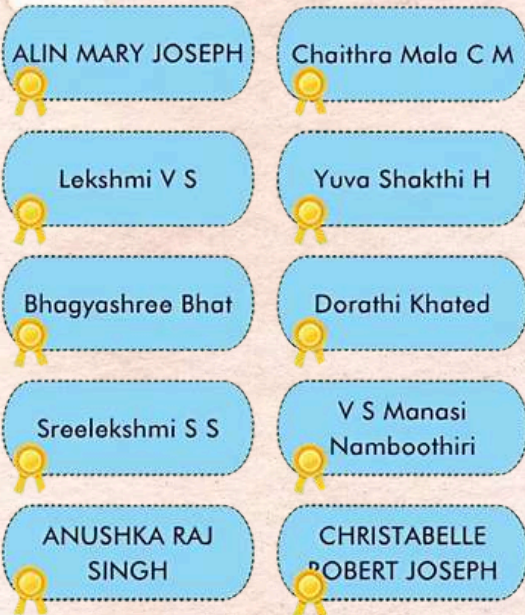 ALIN MARY JOSEPH
Chaithra Mala C M
Lekshmi V S
Yuva Shakthi H
Bhagyashree Bhat
Dorathi Khated
Sreelekshmi S S
V S Manasi
Namboothiri
ANUSHKA RAJ
SINGH
CHRISTABELLE
ROBERT JOSEPH